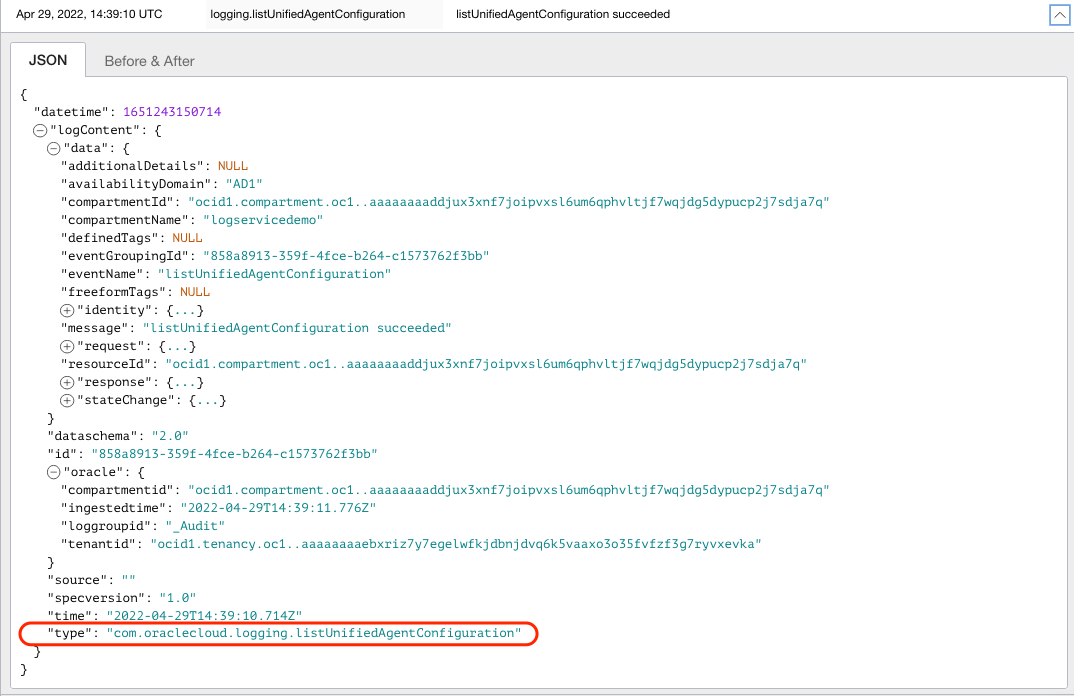 Apr 29, 2022, 14:39:10 UTC logging.listUnifiedAgentConfiguration listUnifiedAgentConfiguration succeeded
JSON Before & After
{
"datetime": 1651243150714
"logContent": {
"data": {
"additionalDetails": NULL
"availabilityDomain": "AD1"
"compartmentId": "ocid1.compartment.oc1..aaaaaaaaddjux3xnf7joipvxsl6um6qphvltjf7wqjdg5dypucp2j7sdja7q"
"compartmentName": "logservicedemo"
"definedTags": NULL
"eventGroupingId": "858a8913-359f-4fce-b264-c1573762f3bb"
"eventName": "listUnifiedAgentConfiguration"
"freeformTags": NULL
"identity": {...}
"message": "listUnifiedAgentConfiguration succeeded"
"request": {...}
"resourceId": "ocid1.compartment.oc1..aaaaaaaaddjux3xnf7joipvxsl6um6qphvltjf7wqjdg5dypucp2j7sdja7q"
"response": {...}
"stateChange": {...}
}
"dataschema": "2.0"
"id": "858a8913-359f-4fce-b264-c1573762f3bb"
"oracle": {
"compartmentid": "ocid1.compartment.oc1..aaaaaaaaddjux3xnf7joipvxsl6um6qphvltjf7wqjdg5dypucp2j7sdja7q"
"ingestedtime": "2022-04-29T14:39:11.776Z"
"loggroupid": "_Audit"
"tenantid": "ocid1.tenancy.oc1..aaaaaaaaebxriz7y7egelwfkjdbnjdvq6k5vaaxo3o35fvfzf3g7ryvxevka"
}
"source": ""
"specversion": "1.0"
"time": "2022-04-29T14:39:10.714Z"
"type": "com.oraclecloud.logging.listUnifiedAgentConfiguration"
}
}